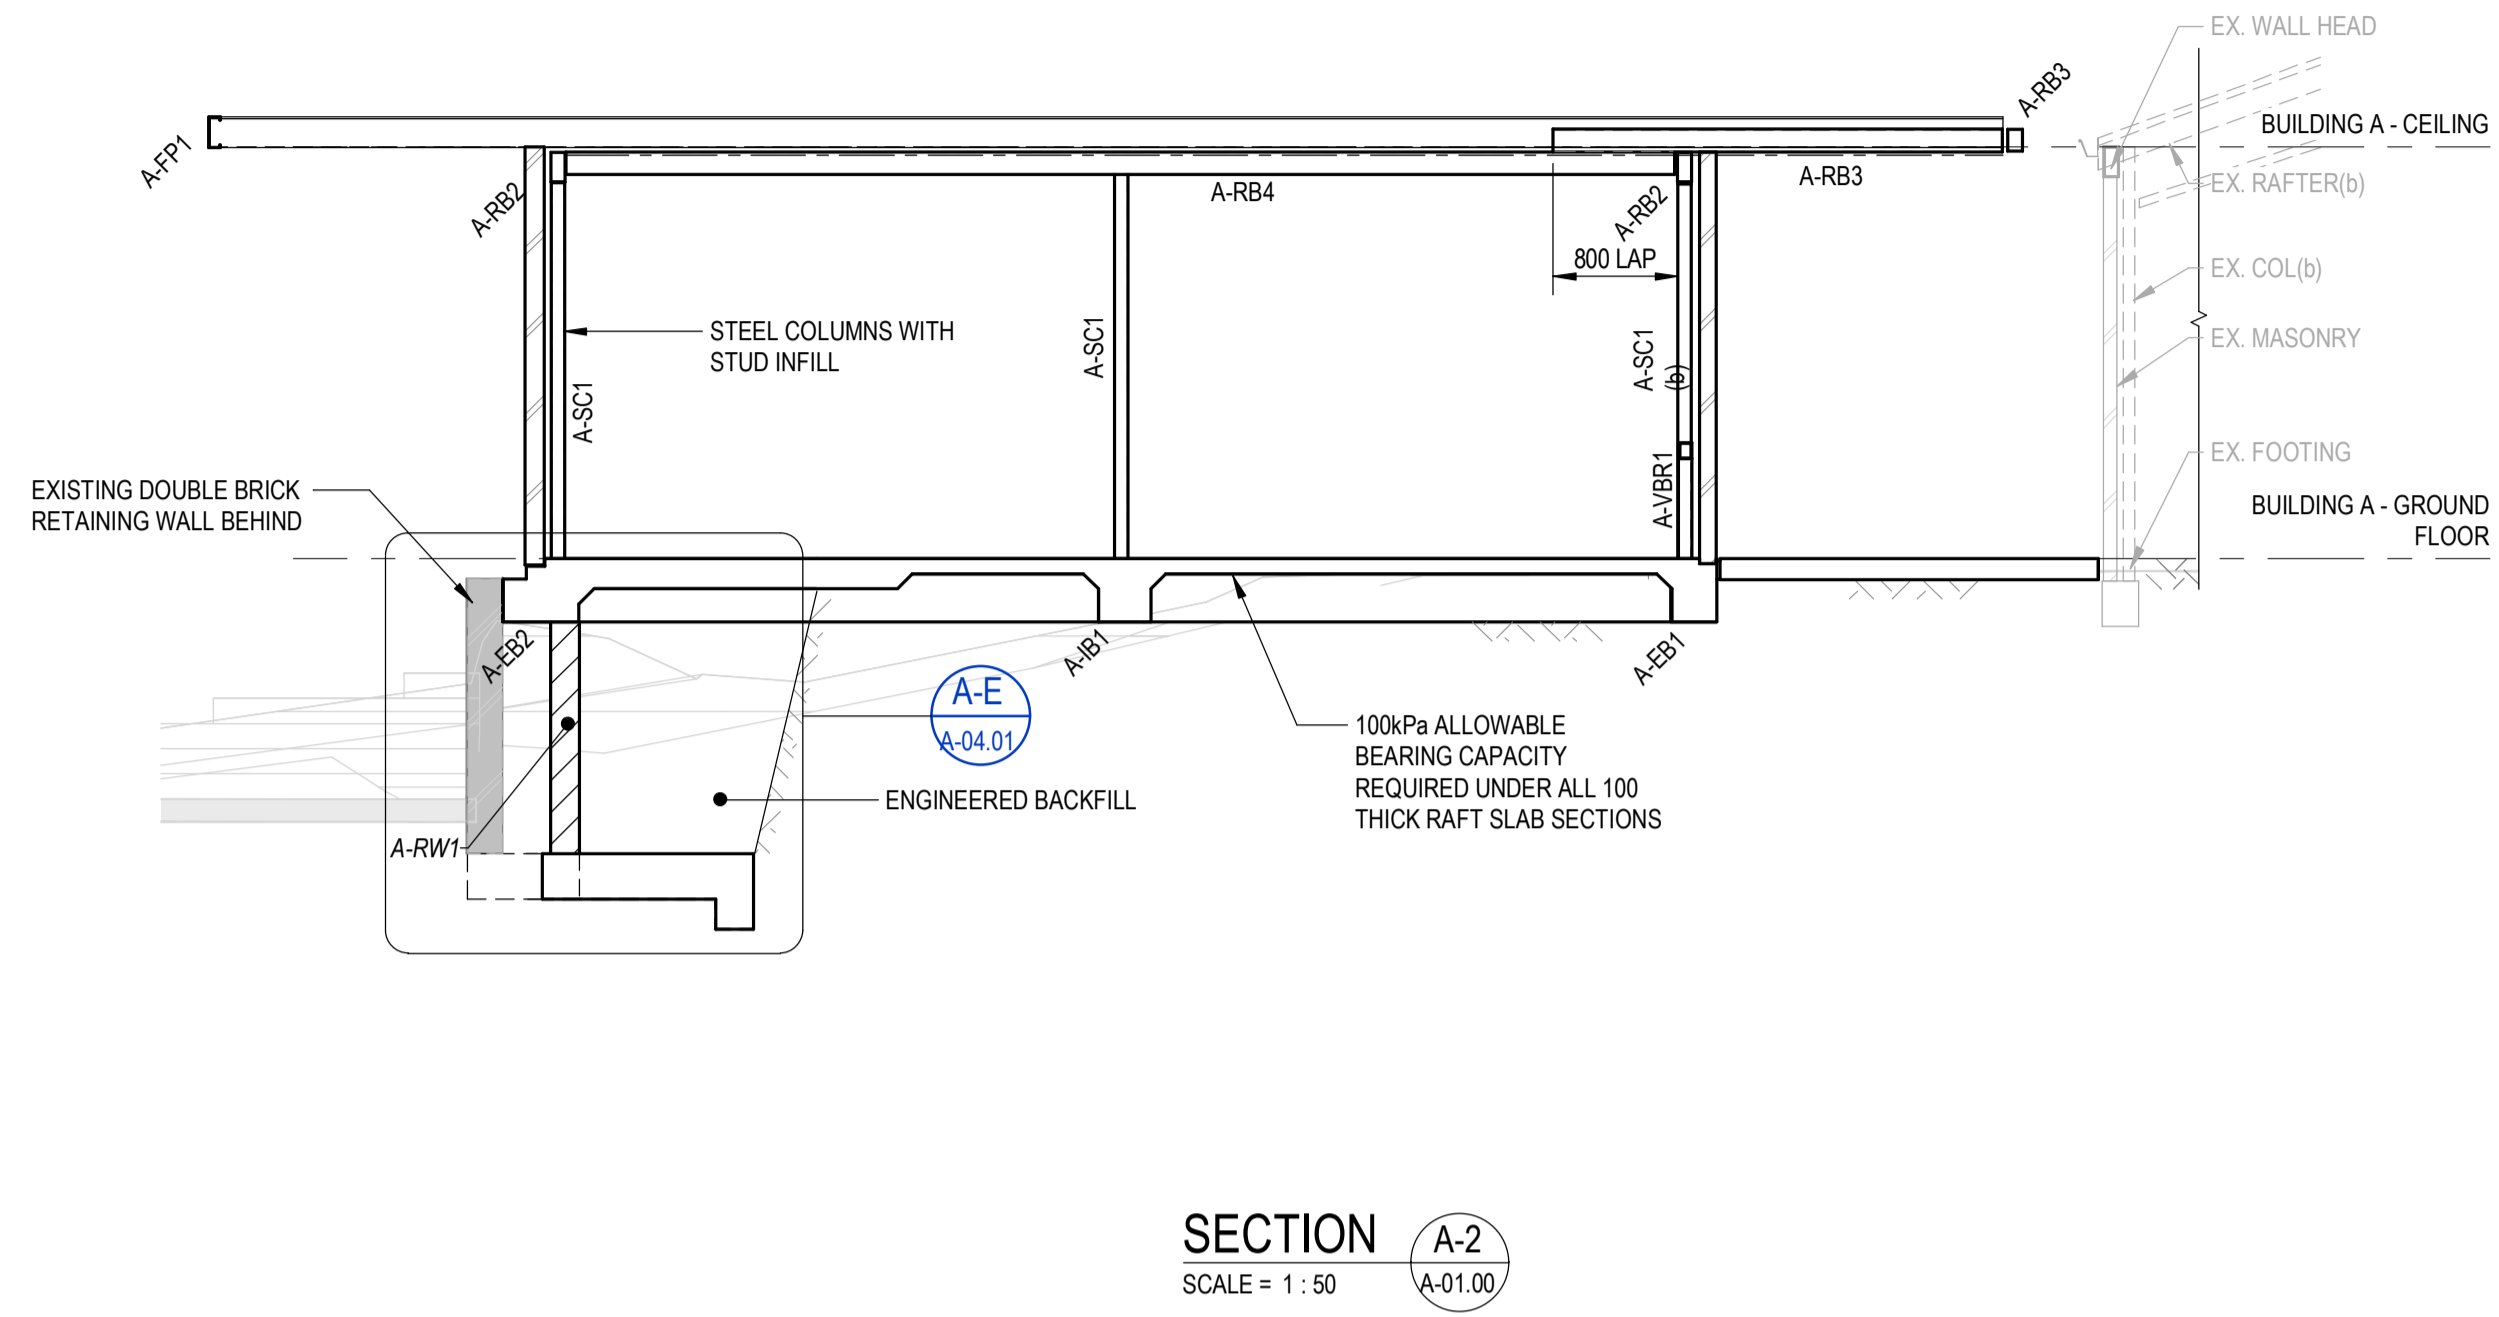 EX. WALL HEAD
A-RB3
BUILDING A - CEILING
A-FP1
A-RB2
A-RB4
A-RB2
A-RB3
EX. RAFTER(b)
800 LAP
EX. COL(b)
STEEL COLUMNS WITH
STUD INFILL
A-SC1
A-SC1
A-SC1
(b)
EX. MASONRY
A-VBR1
EX. FOOTING
EXISTING DOUBLE BRICK
RETAINING WALL BEHIND
BUILDING A - GROUND
FLOOR
A-EB2
A-IB1
A-EB1
A-E
A-04.01
100kPa ALLOWABLE
BEARING CAPACITY
REQUIRED UNDER ALL 100
THICK RAFT SLAB SECTIONS
ENGINEERED BACKFILL
A-RW1
SECTION
SCALE = 1 : 50
A-2
A-01.00